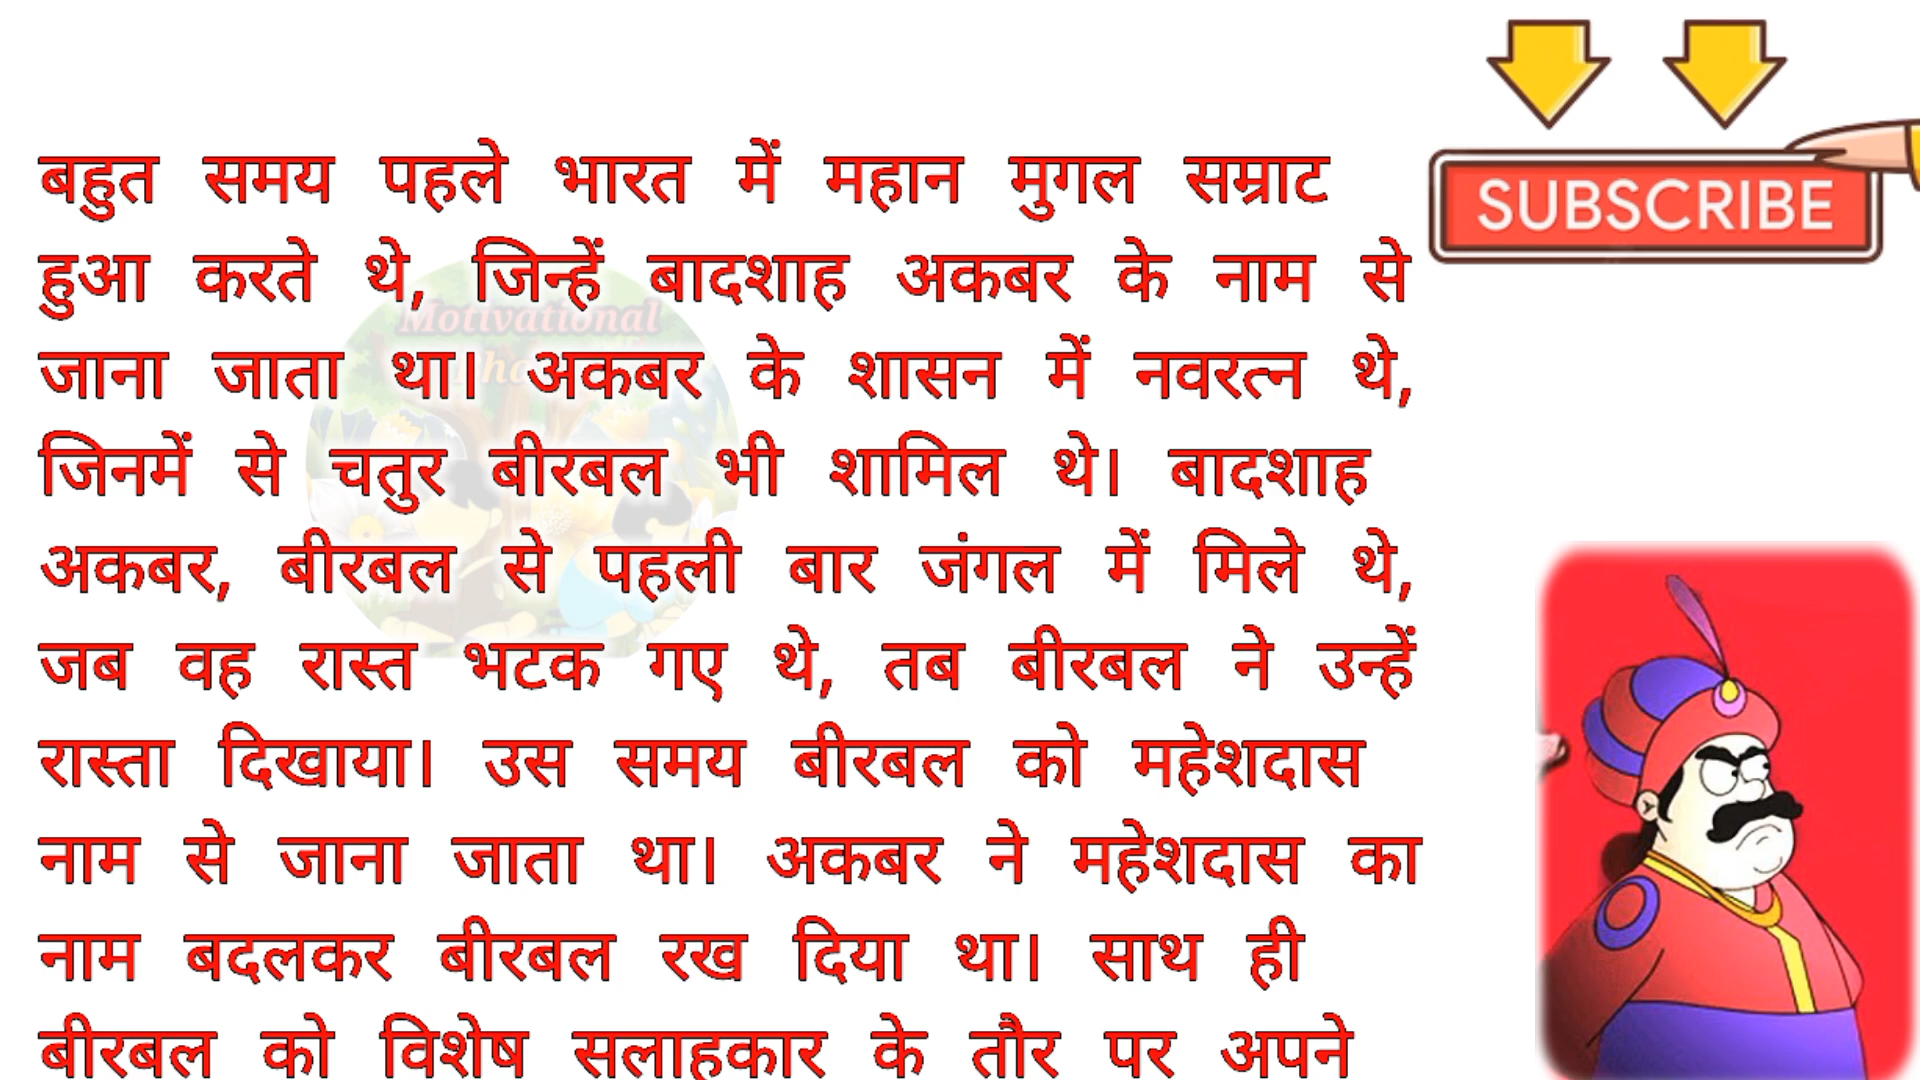 बहुत समय पहले भारत में महान मुगल सम्राट
हुआ करते थे, जिन्हें बादशाह अकबर के नाम से
जाना जाता था। अकबर के शासन में नवरत्न थे,
जिनमें से चतुर बीरबल भी शामिल थे। बादशाह
अकबर, बीरबल से पहली बार जंगल में मिले थे,
जब वह रास्त भटक गए थे, तब बीरबल ने उन्हें
रास्ता दिखाया। उस समय बीरबल को महेशदास
नाम से जाना जाता था। अकबर ने महेशदास का
नाम बदलकर बीरबल रख दिया था। साथ ही
बीरबल को विशेष सलाहकार के तौर पर अपने
SUBSCRIBE
Motivational